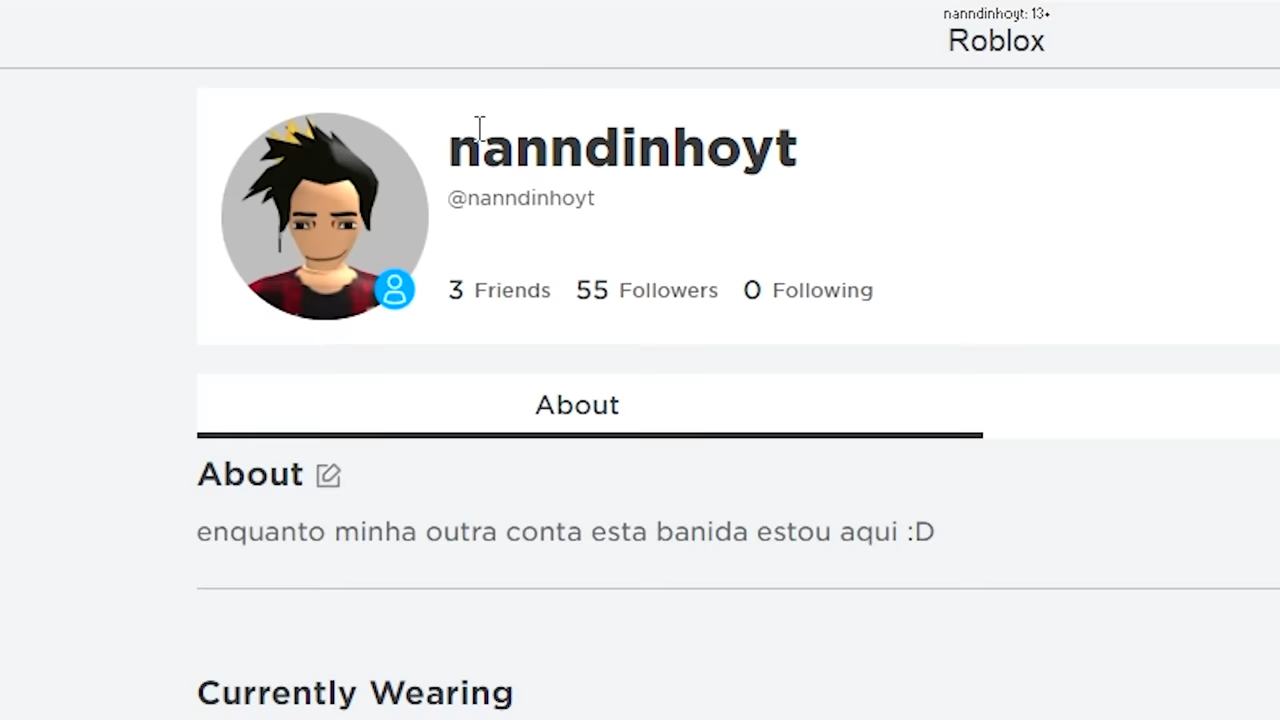 nanndinhoyt: 13+
Roblox
nanndinhoyt
@nanndinhoyt
3 Friends 55 Followers 0 Following
About
About
enquanto minha outra conta esta banida estou aqui :D
Currently Wearing